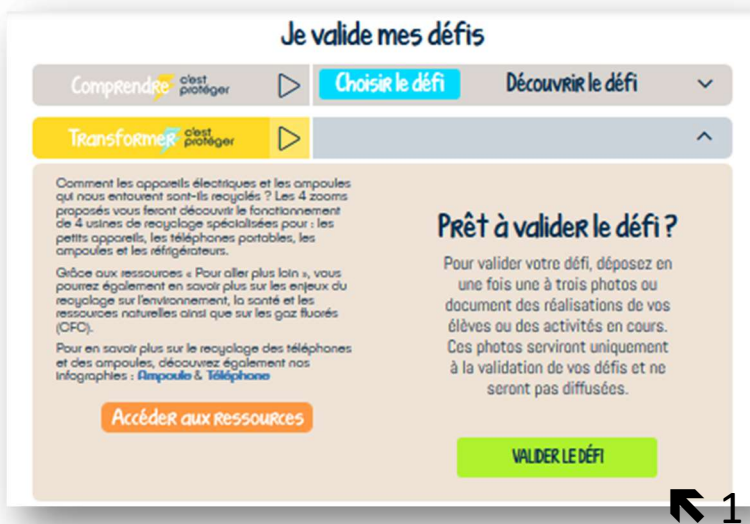 Je valide mes défis
Comprendre c'est protéger
Choisir le défi
Découvrir le défi
Transformer c'est protéger
Comment les appareils électriques et les ampoules
qui nous entourent sont-ils recyclés ? Les 4 zooms
proposés vous feront découvrir le fonctionnement
de 4 usines de recyclage spécialisées pour : les
petits appareils, les téléphones portables, les
ampoules et les réfrigérateurs.
Grâce aux ressources « Pour aller plus loin », vous
pourrez également en savoir plus sur les enjeux du
recyclage sur l'environnement, la santé et les
ressources naturelles ainsi que sur les gaz fluorés
(CFC).
Pour en savoir plus sur le recyclage des téléphones
et des ampoules, découvrez également nos
infographies : Ampoule & Téléphone
Accéder aux ressources
Prêt à valider le défi ?
Pour valider votre défi, déposez en
une fois une à trois photos ou
document des réalisations de vos
élèves ou des activités en cours.
Ces photos serviront uniquement
à la validation de vos défis et ne
seront pas diffusées.
VALIDER LE DÉFI
1